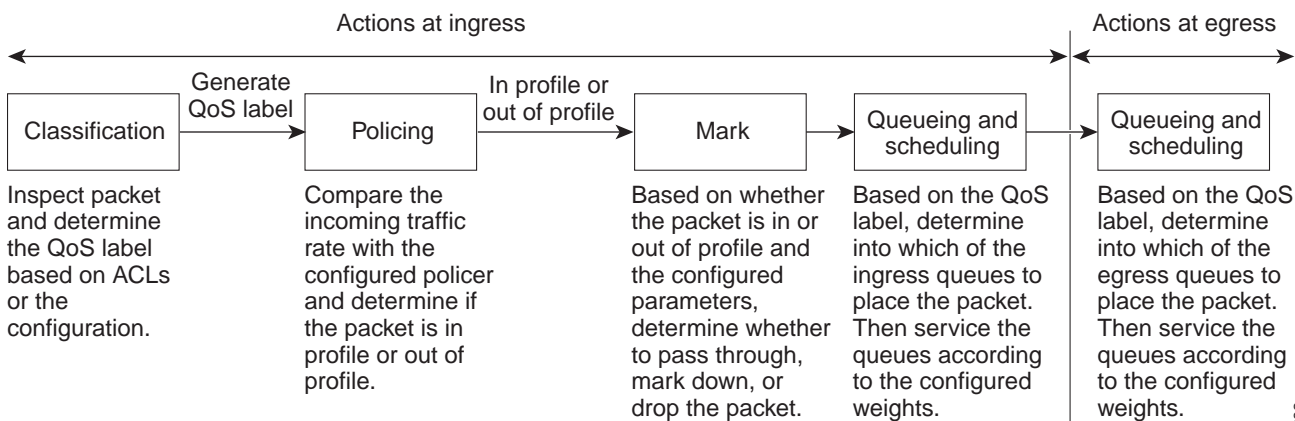 Actions at ingress
Actions at egress
Generate
QoS label
In profile or
out of profile
Classification
Policing
Mark
Queueing and
scheduling
Queueing and
scheduling
Inspect packet
and determine
the QoS label
based on ACLs
or the
configuration.
Compare the
incoming traffic
rate with the
configured policer
and determine if
the packet is in
profile or out of
profile.
Based on whether
the packet is in or
out of profile and
the configured
parameters,
determine whether
to pass through,
mark down, or
drop the packet.
Based on the QoS
label, determine
into which of the
ingress queues to
place the packet.
Then service the
queues according
to the configured
weights.
Based on the QoS
label, determine
into which of the
egress queues to
place the packet.
Then service the
queues according
to the configured
weights.